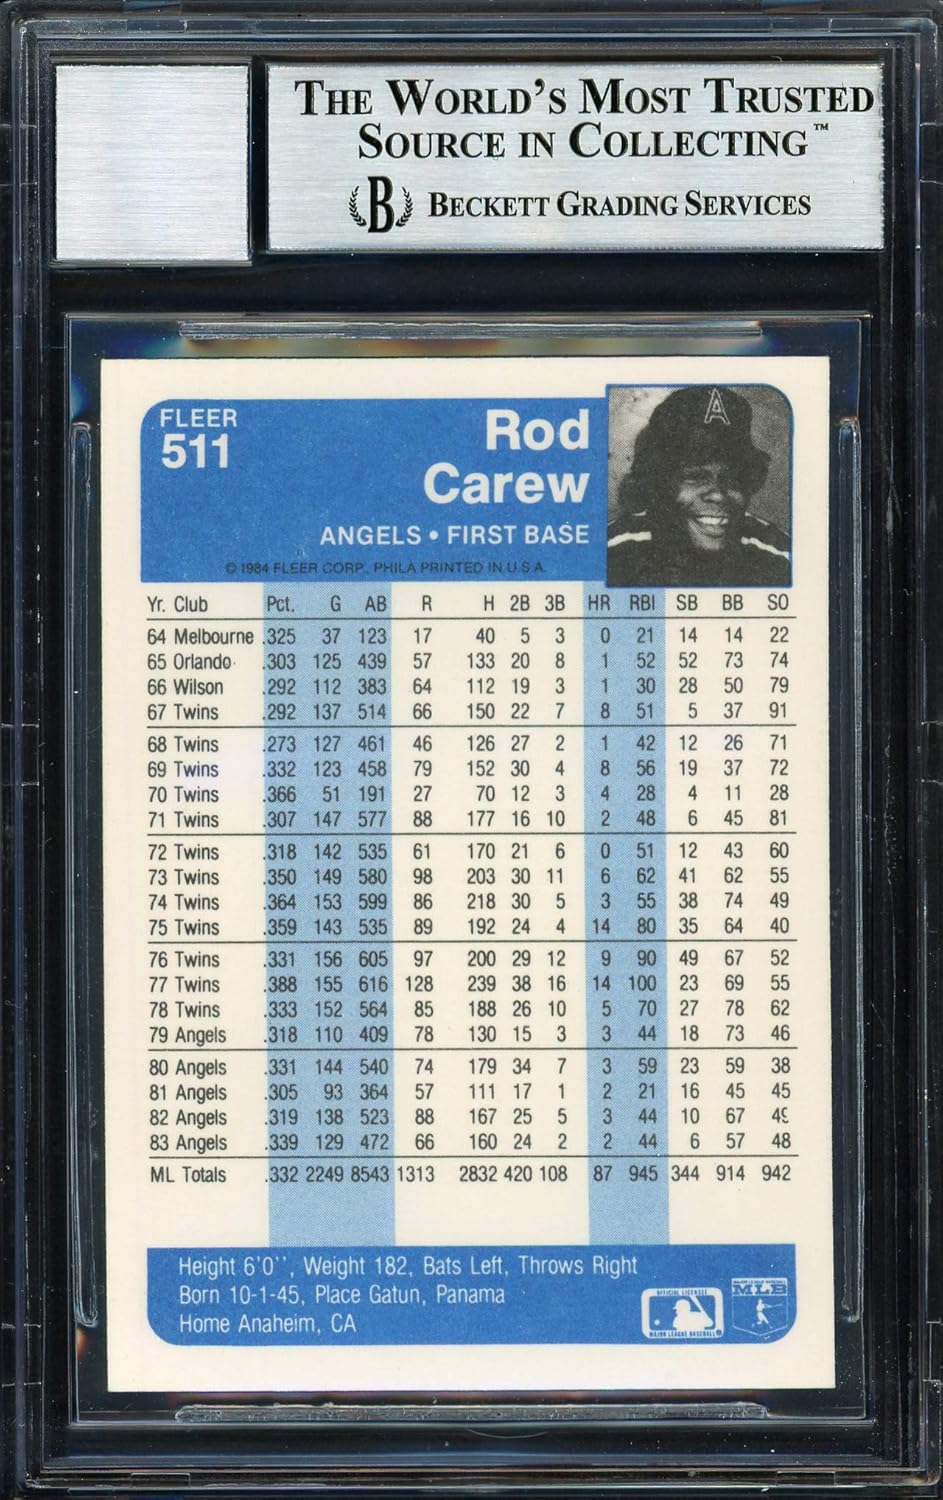 THE WORLD'S MOST TRUSTED
SOURCE IN COLLECTING™
B BECKETT GRADING SERVICES
FLEER
511
Rod
Carew
ANGELS • FIRST BASE
© 1984 FLEER CORP., PHILA PRINTED IN U.S.A.
A
Yr. Club Pct. G AB R H 2B 3B HR RBI SB BB SO
64 Melbourne .325 37 123 17 40 5 3 0 21 14 14 22
65 Orlando .303 125 439 57 133 20 8 1 52 52 73 74
66 Wilson .292 112 383 64 112 19 3 1 30 28 50 79
67 Twins .292 137 514 66 150 22 7 8 51 5 37 91
68 Twins .273 127 461 46 126 27 2 1 42 12 26 71
69 Twins .332 123 458 79 152 30 4 8 56 19 37 72
70 Twins .366 51 191 27 70 12 3 4 28 4 11 28
71 Twins .307 147 577 88 177 16 10 2 48 6 45 81
72 Twins .318 142 535 61 170 21 6 0 51 12 43 60
73 Twins .350 149 580 98 203 30 11 6 62 41 62 55
74 Twins .364 153 599 86 218 30 5 3 55 38 74 49
75 Twins .359 143 535 89 192 24 4 14 80 35 64 40
76 Twins .331 156 605 97 200 29 12 9 90 49 67 52
77 Twins .388 155 616 128 239 38 16 14 100 23 69 55
78 Twins .333 152 564 85 188 26 10 5 70 27 78 62
79 Angels .318 110 409 78 130 15 3 3 44 18 73 46
80 Angels .331 144 540 74 179 34 7 3 59 23 59 38
81 Angels .305 93 364 57 111 17 1 2 21 16 45 45
82 Angels .319 138 523 88 167 25 5 3 44 10 67 49
83 Angels .339 129 472 66 160 24 2 2 44 6 57 48
ML Totals .332 2249 8543 1313 2832 420 108 87 945 344 914 942
Height 6'0'', Weight 182, Bats Left, Throws Right
Born 10-1-45, Place Gatun, Panama
Home Anaheim, CA
OFFICIAL LICENSEE
MAJOR LEAGUE BASEBALL
MAJOR LEAGUE BASEBALL
MLB